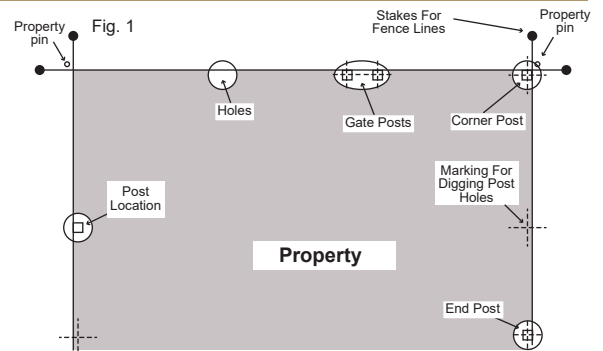 Property
pin
Fig. 1
Stakes For
Fence Lines
Property
pin
Holes
Gate Posts
Corner Post
Post
Location
Marking For
Digging Post
Holes
Property
End Post